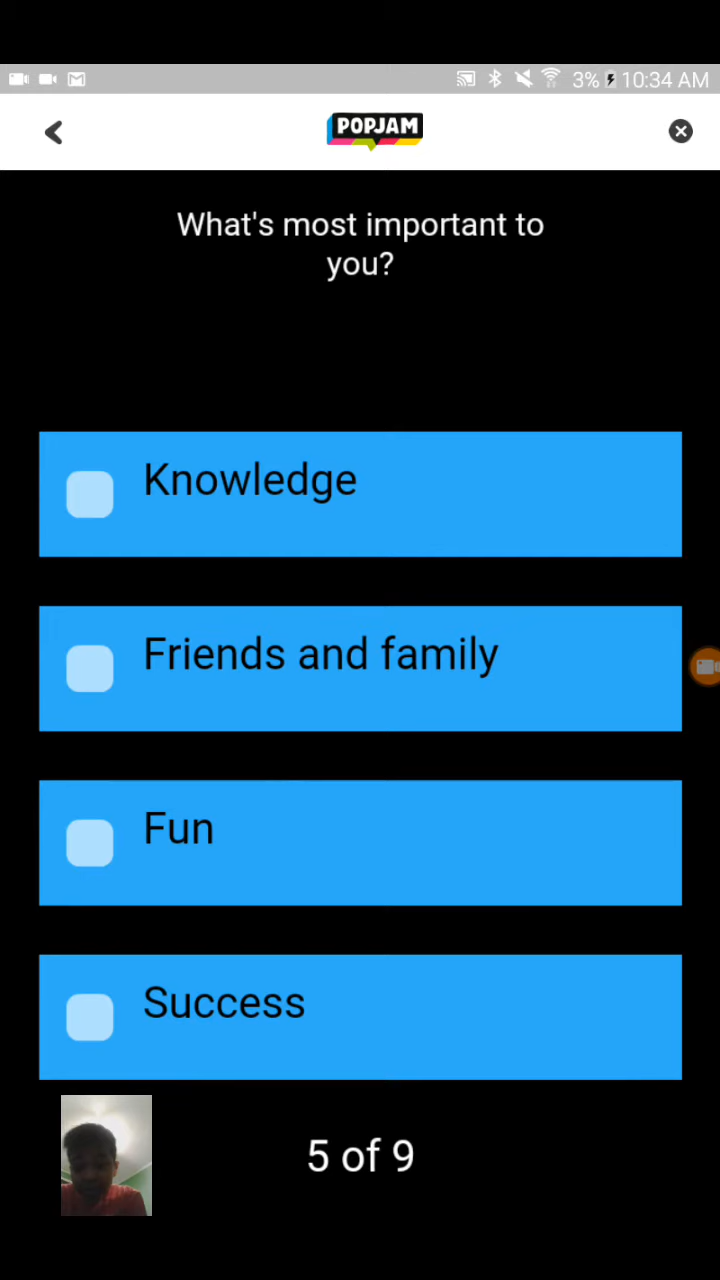 3% 10:34 AM
POPJAM
What's most important to
you?
Knowledge
Friends and family
Fun
Success
5 of 9